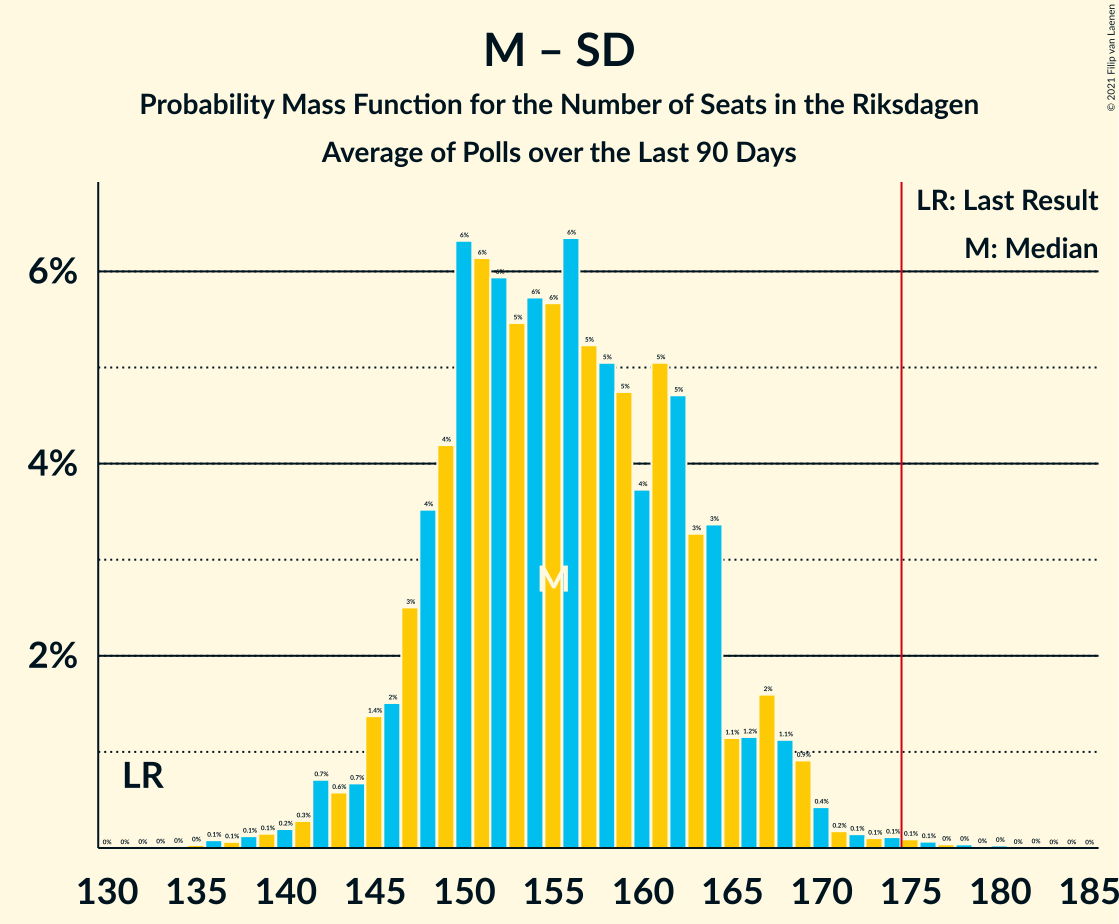 M – SD
Probability Mass Function for the Number of Seats in the Riksdagen
Average of Polls over the Last 90 Days
© 2021 Filip van Laenen
LR: Last Result
M: Median
6%
4%
2%
LR
M
0% 0% 0% 0% 0% 0% 0.1% 0.1% 0.1% 0.1% 0.2% 0.3% 0.7% 0.6% 0.7% 1.4% 2% 3% 4% 4% 6% 6% 6% 5% 6% 6% 6% 5% 5% 5% 4% 5% 5% 3% 3% 1.1% 1.2% 2% 1.1% 0.9% 0.4% 0.2% 0.1% 0.1% 0.1% 0.1% 0.1% 0% 0% 0% 0% 0% 0% 0% 0% 0%
130 135 140 145 150 155 160 165 170 175 180 185